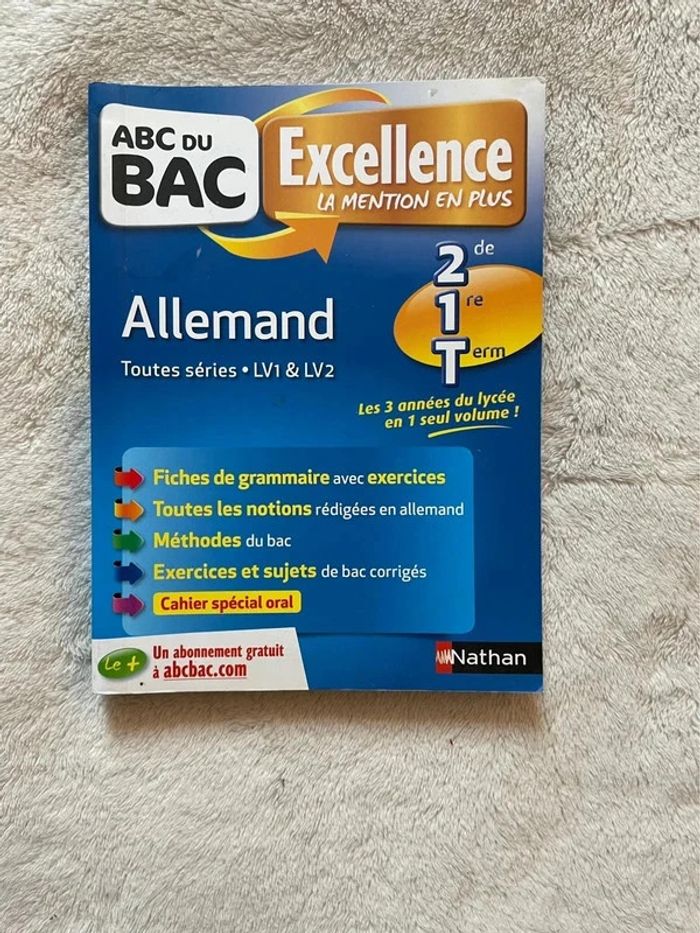 ABC DU
BAC
Excellence
LA MENTION EN PLUS
2de
1re
Term
Allemand
Toutes séries • LV1 & LV2
Les 3 années du lycée
en 1 seul volume !
Fiches de grammaire avec exercices
Toutes les notions rédigées en allemand
Méthodes du bac
Exercices et sujets de bac corrigés
Cahier spécial oral
Le +
Un abonnement gratuit
à abcbac.com
Nathan